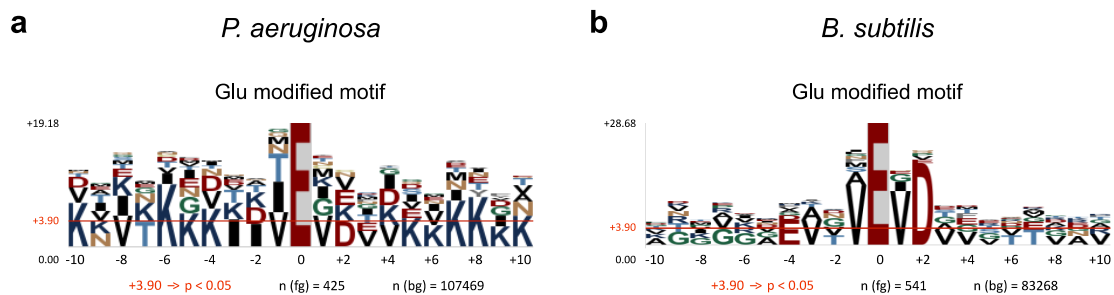 a
P. aeruginosa
Glu modified motif
+19.18
+3.90
0.00
-10 -8 -6 -4 -2 0 +2 +4 +6 +8 +10
+3.90 -> p < 0.05 n (fg) = 425 n (bg) = 107469
b
B. subtilis
Glu modified motif
+28.68
+3.90
0.00
-10 -8 -6 -4 -2 0 +2 +4 +6 +8 +10
+3.90 -> p < 0.05 n (fg) = 541 n (bg) = 83268